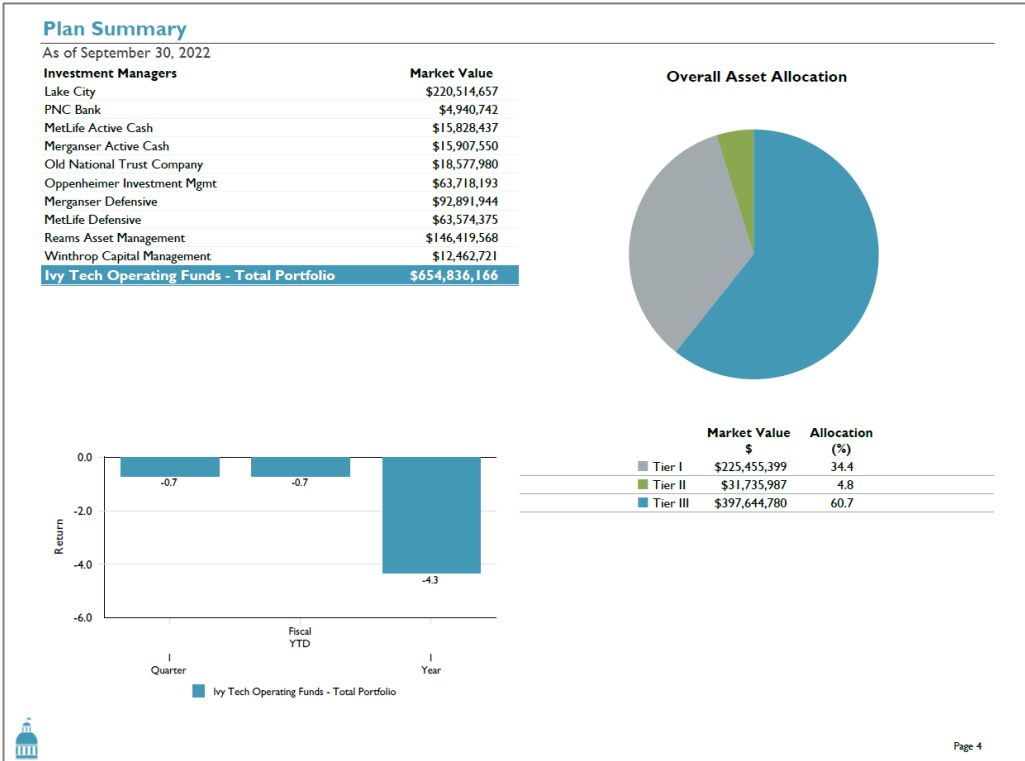 Plan Summary
As of September 30, 2022
Investment Managers Market Value
Lake City $220,514,657
PNC Bank $4,940,742
MetLife Active Cash $15,828,437
Merganser Active Cash $15,907,550
Old National Trust Company $18,577,980
Oppenheimer Investment Mgmt $63,718,193
Merganser Defensive $92,891,944
MetLife Defensive $63,574,375
Reams Asset Management $146,419,568
Winthrop Capital Management $12,462,721
Ivy Tech Operating Funds - Total Portfolio $654,836,166
Overall Asset Allocation
Market Value Allocation
$ (%)
Tier I $225,455,399 34.4
Tier II $31,735,987 4.8
Tier III $397,644,780 60.7
0.0
-2.0
-4.0
-6.0
Return
-0.7
-0.7
-4.3
Fiscal
YTD
1
Quarter
1
Year
Ivy Tech Operating Funds - Total Portfolio
Page 4